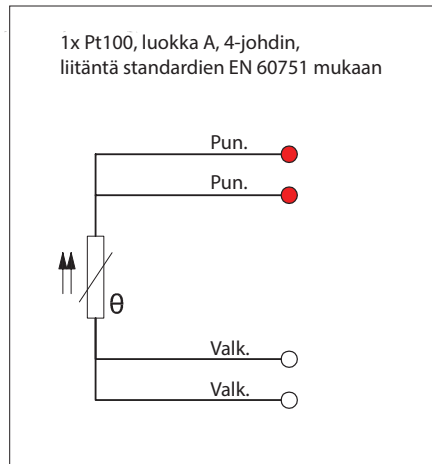 1x Pt100, luokka A, 4-johdin,
liitäntä standardien EN 60751 mukaan
Pun.
Pun.
θ
Valk.
Valk.